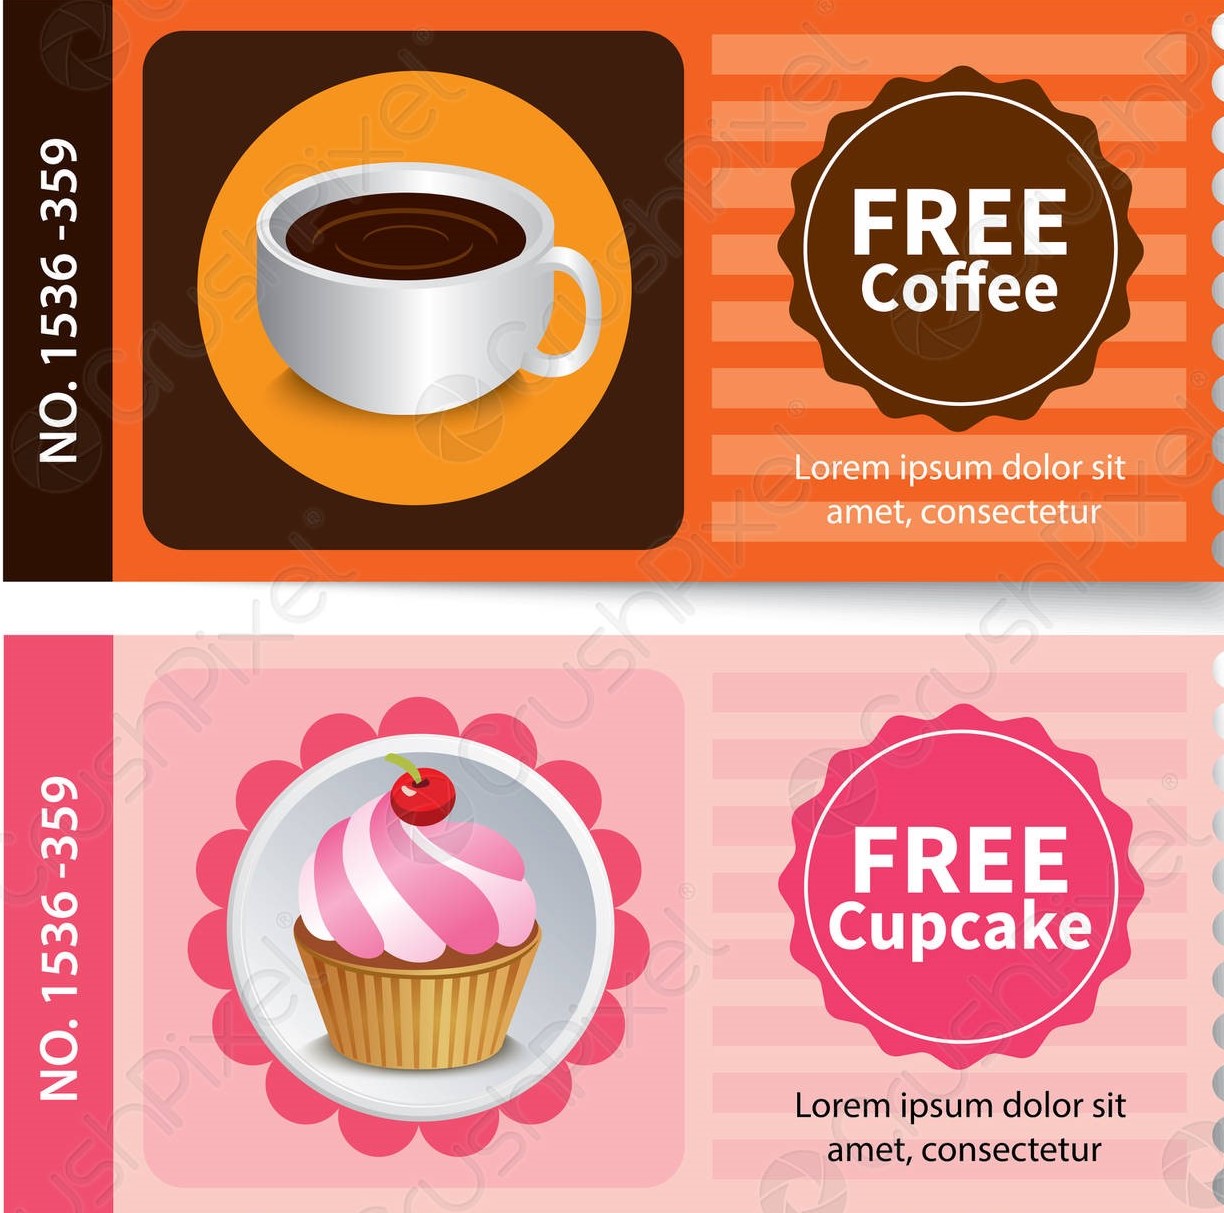 NO. 1536 -359
FREE
Coffee
Lorem ipsum dolor sit
amet, consectetur
NO. 1536 -359
FREE
Cupcake
Lorem ipsum dolor sit
amet, consectetur
CrushPixel